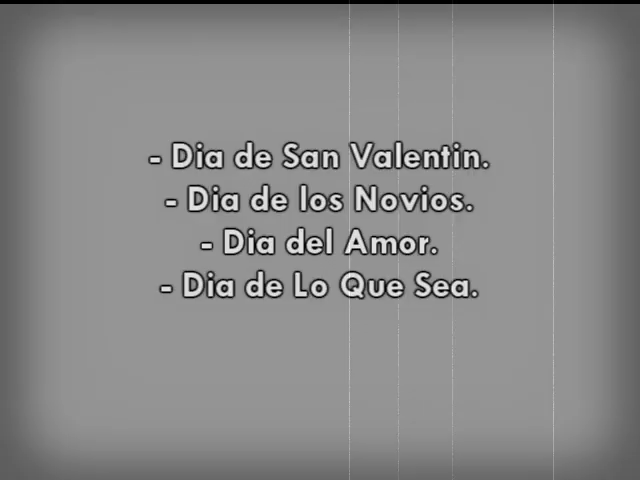 - Dia de San Valentin.
- Dia de los Novios.
- Dia del Amor.
- Dia de Lo Que Sea.